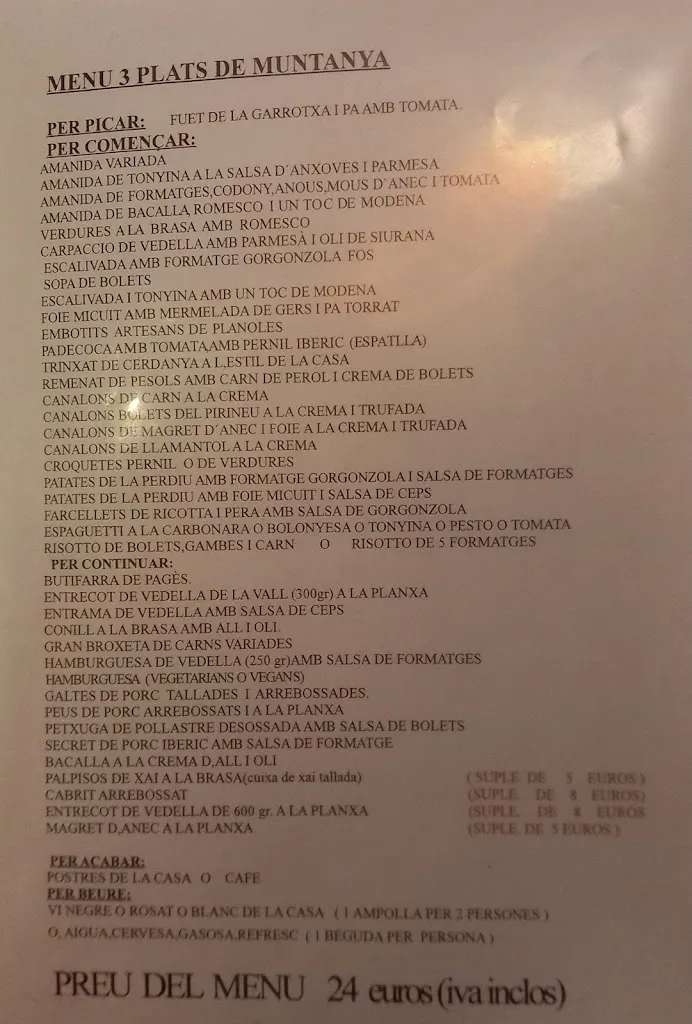 MENU 3 PLATS DE MUNTANYA
PER PICAR: FUET DE LA GARROTXA I PA AMB TOMATA.
PER COMENÇAR:
AMANIDA VARIADA
AMANIDA DE TONYINA A LA SALSA D´ANXOVES I PARMESA
AMANIDA DE FORMATGES,CODONY,ANOUS,MOUS D`ANEC I TOMATA
AMANIDA DE BACALLA, ROMESCO I UN TOC DE MODENA
VERDURES A LA BRASA AMB ROMESCO
CARPACCIO DE VEDELLA AMB PARMESÀ I OLI DE SIURANA
ESCALIVADA AMB FORMATGE GORGONZOLA FOS
SOPA DE BOLETS
ESCALIVADA I TONYINA AMB UN TOC DE MODENA
FOIE MICUIT AMB MERMELADA DE GERS I PA TORRAT
EMBOTITS ARTESANS DE PLANOLES
PADECOCA AMB TOMATA,AMB PERNIL IBERIC (ESPATLLA)
TRINXAT DE CERDANYA A L,ESTIL DE LA CASA
REMENAT DE PESOLS AMB CARN DE PEROL I CREMA DE BOLETS
CANALONS DE CARN A LA CREMA
CANALONS BOLETS DEL PIRINEU A LA CREMA I TRUFADA
CANALONS DE MAGRET D´ANEC I FOIE A LA CREMA I TRUFADA
CANALONS DE LLAMANTOL A LA CREMA
CROQUETES PERNIL O DE VERDURES
PATATES DE LA PERDIU AMB FORMATGE GORGONZOLA I SALSA DE FORMATGES
PATATES DE LA PERDIU AMB FOIE MICUIT I SALSA DE CEPS
FARCELLETS DE RICOTTA I PERA AMB SALSA DE GORGONZOLA
ESPAGUETTI A LA CARBONARA O BOLONYESA O TONYINA O PESTO O TOMATA
RISOTTO DE BOLETS,GAMBES I CARN O RISOTTO DE 5 FORMATGES
PER CONTINUAR:
BUTIFARRA DE PAGÈS.
ENTRECOT DE VEDELLA DE LA VALL (300gr) A LA PLANXA
ENTRAMA DE VEDELLA AMB SALSA DE CEPS
CONILL A LA BRASA AMB ALL I OLI.
GRAN BROXETA DE CARNS VARIADES
HAMBURGUESA DE VEDELLA (250 gr)AMB SALSA DE FORMATGES
HAMBURGUESA (VEGETARIANS O VEGANS)
GALTES DE PORC TALLADES I ARREBOSSADES.
PEUS DE PORC ARREBOSSATS I A LA PLANXA
PETXUGA DE POLLASTRE DESOSSADA AMB SALSA DE BOLETS
SECRET DE PORC IBERIC AMB SALSA DE FORMATGE
BACALLA A LA CREMA D,ALL I OLI
PALPISOS DE XAI A LA BRASA(cuixa de xai tallada) ( SUPLE. DE 5 EUROS )
CABRIT ARREBOSSAT (SUPLE. DE 8 EUROS)
ENTRECOT DE VEDELLA DE 600 gr. A LA PLANXA (SUPLE. DE 8 EUROS
MAGRET D,ANEC A LA PLANXA (SUPLE. DE 5 EUROS )
PER ACABAR:
POSTRES DE LA CASA O CAFE
PER BEURE:
VI NEGRE O ROSAT O BLANC DE LA CASA ( 1 AMPOLLA PER 2 PERSONES )
O, AIGUA,CERVESA,GASOSA,REFRESC ( 1 BEGUDA PER PERSONA )
PREU DEL MENU 24 euros (iva inclos)